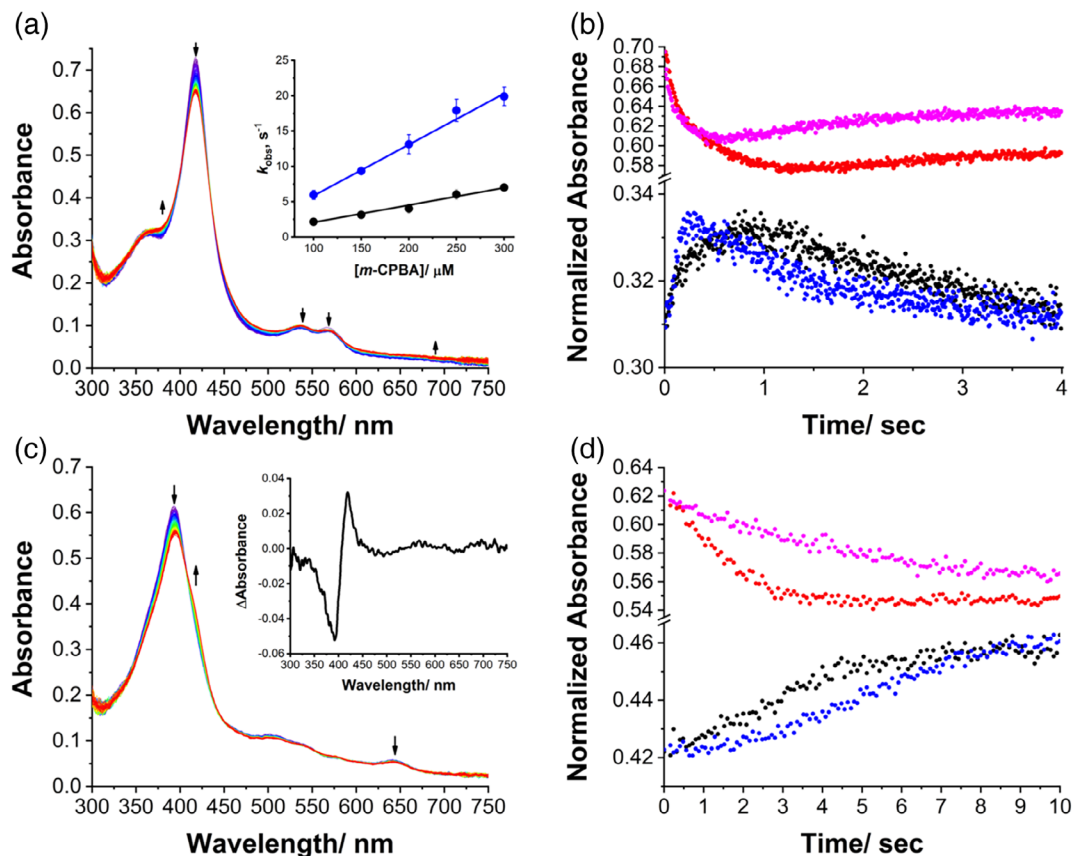 (a)
0.7
0.6
0.5
0.4
0.3
0.2
0.1
0.0
Absorbance
300 350 400 450 500 550 600 650 700 750
Wavelength/ nm
25
20
15
10
5
0
kobs, s⁻¹
100 150 200 250 300
[m-CPBA]/ μM
(b)
0.70
0.66
0.64
0.62
0.60
0.58
0.34
0.32
0.30
Normalized Absorbance
0 1 2 3 4
Time/ sec
(c)
0.7
0.6
0.5
0.4
0.3
0.2
0.1
0.0
Absorbance
300 350 400 450 500 550 600 650 700 750
Wavelength/ nm
0.04
0.02
0.00
-0.02
-0.04
-0.06
ΔAbsorbance
300 350 400 450 500 550 600 650 700 750
Wavelength/ nm
(d)
0.64
0.62
0.60
0.58
0.56
0.54
0.46
0.44
0.42
Normalized Absorbance
0 1 2 3 4 5 6 7 8 9 10
Time/ sec